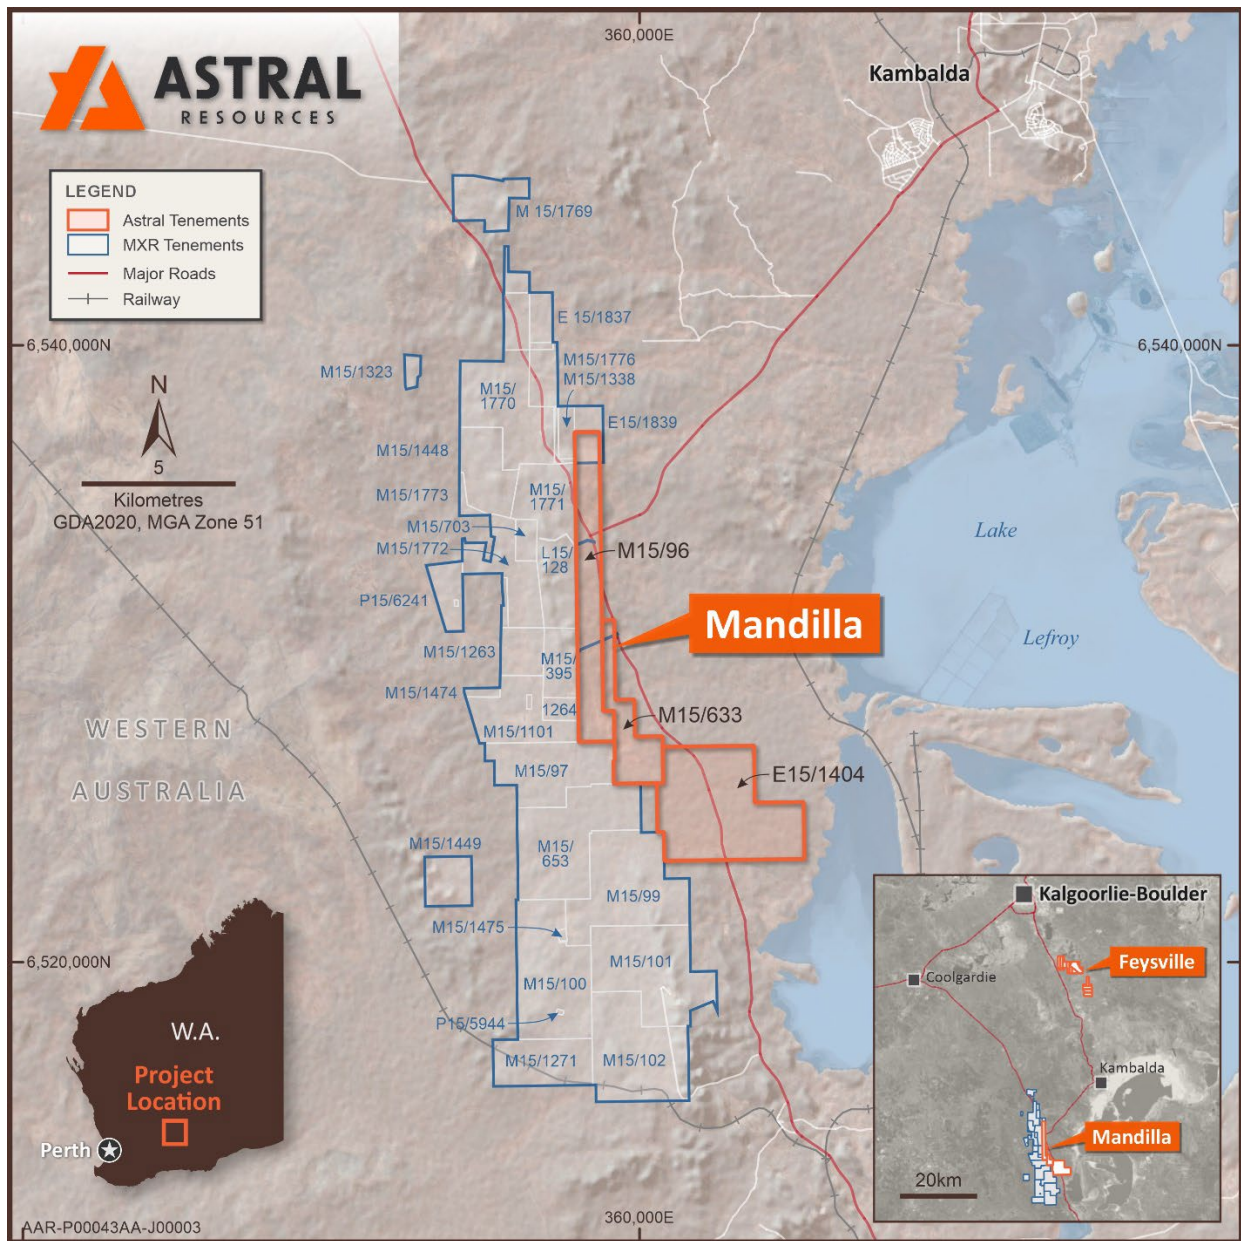 360,000E
ASTRAL
RESOURCES
Kambalda
LEGEND
Astral Tenements
MXR Tenements
Major Roads
Railway
M 15/1769
E 15/1837
6,540,000N
6,540,000N
M15/1776
M15/1323
M15/1338
M15/
1770
N
E15/1839
M15/1448
5
Kilometres
GDA2020, MGA Zone 51
M15/1773
M15/
1771
M15/703
Lake
M15/1772
L15/
128
M15/96
P15/6241
Mandilla
Lefroy
M15/1263
M15/
395
M15/1474
1264
M15/633
WESTERN
AUSTRALIA
M15/1101
M15/97
E15/1404
M15/1449
M15/
653
M15/99
Kalgoorlie-Boulder
M15/1475
6,520,000N
M15/101
Feysville
Coolgardie
M15/100
P15/5944
W.A.
M15/1271
M15/102
Project
Location
Kambalda
Perth
Mandilla
20km
AAR-P00043AA-J00003
360,000E